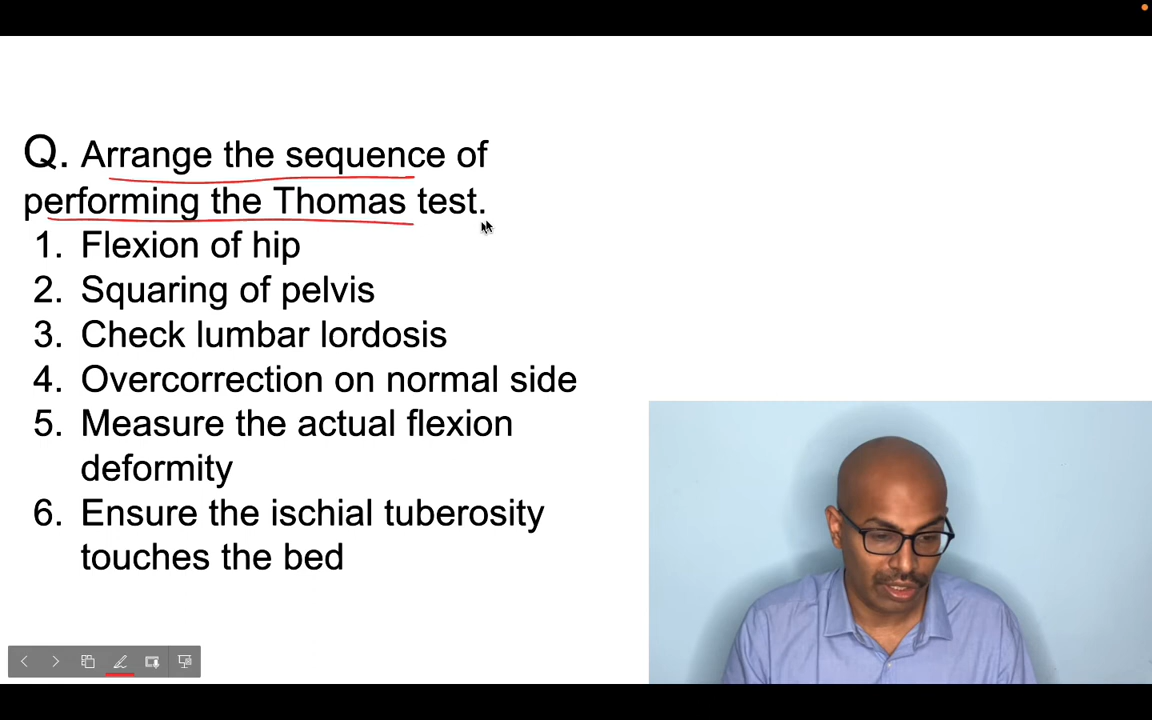 Q. Arrange the sequence of
performing the Thomas test.
1. Flexion of hip
2. Squaring of pelvis
3. Check lumbar lordosis
4. Overcorrection on normal side
5. Measure the actual flexion
deformity
6. Ensure the ischial tuberosity
touches the bed